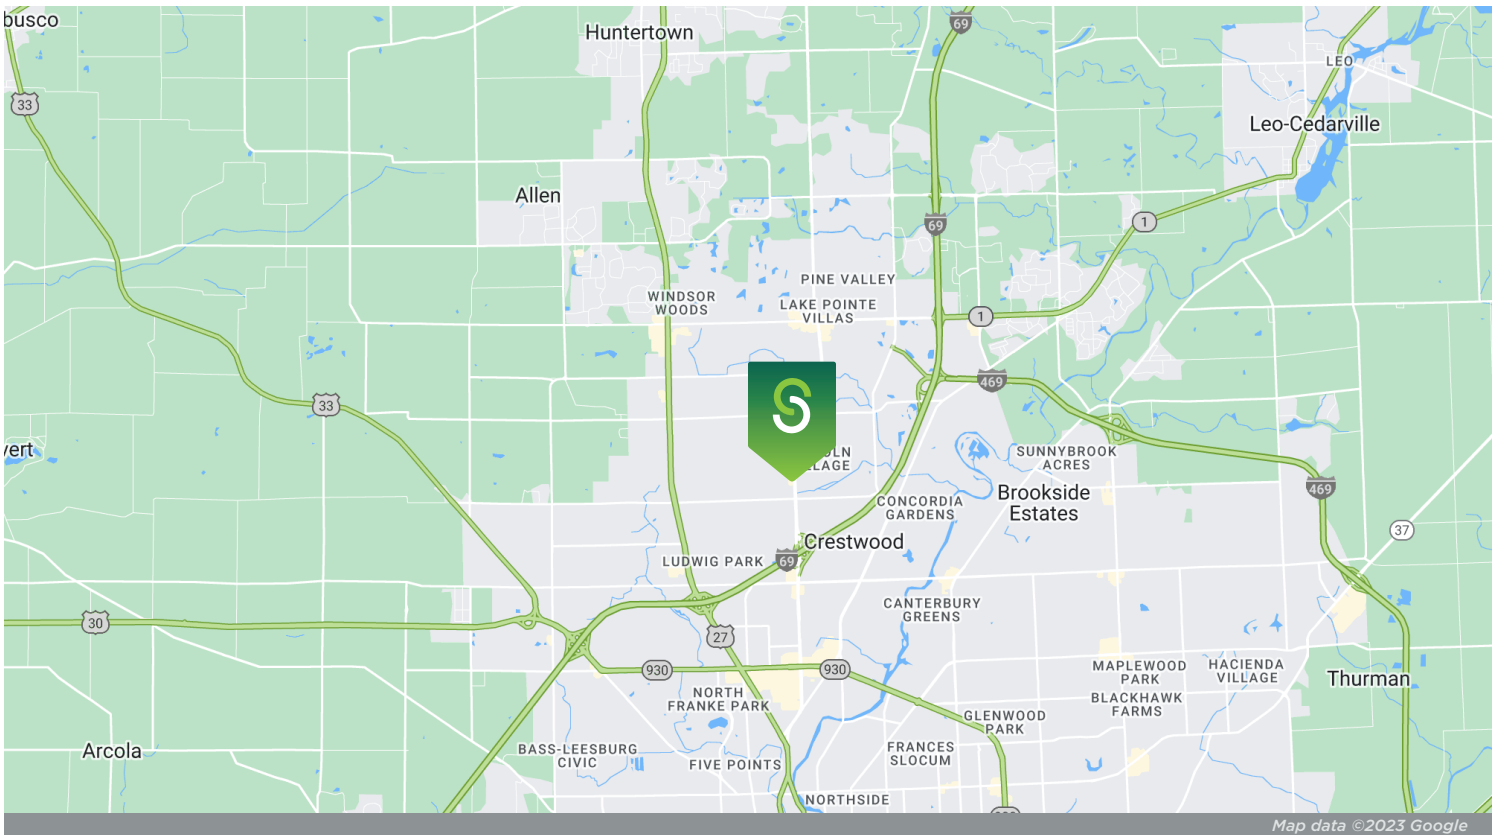 busco
Huntertown
69
LEO
33
Leo-Cedarville
Allen
1
69
PINE VALLEY
WINDSOR
WOODS
LAKE POINTE
VILLAS
1
469
33
S
OLN
LAGE
vert
SUNNYBROOK
ACRES
469
Brookside
Estates
CONCORDIA
GARDENS
37
Crestwood
LUDWIG PARK
69
CANTERBURY
GREENS
30
27
930
930
MAPLEWOOD
PARK
HACIENDA
VILLAGE
Thurman
NORTH
FRANKE PARK
BLACKHAWK
FARMS
GLENWOOD
PARK
Arcola
BASS-LEESBURG
CIVIC
FIVE POINTS
FRANCES
SLOCUM
NORTHSIDE
Map data ©2023 Google